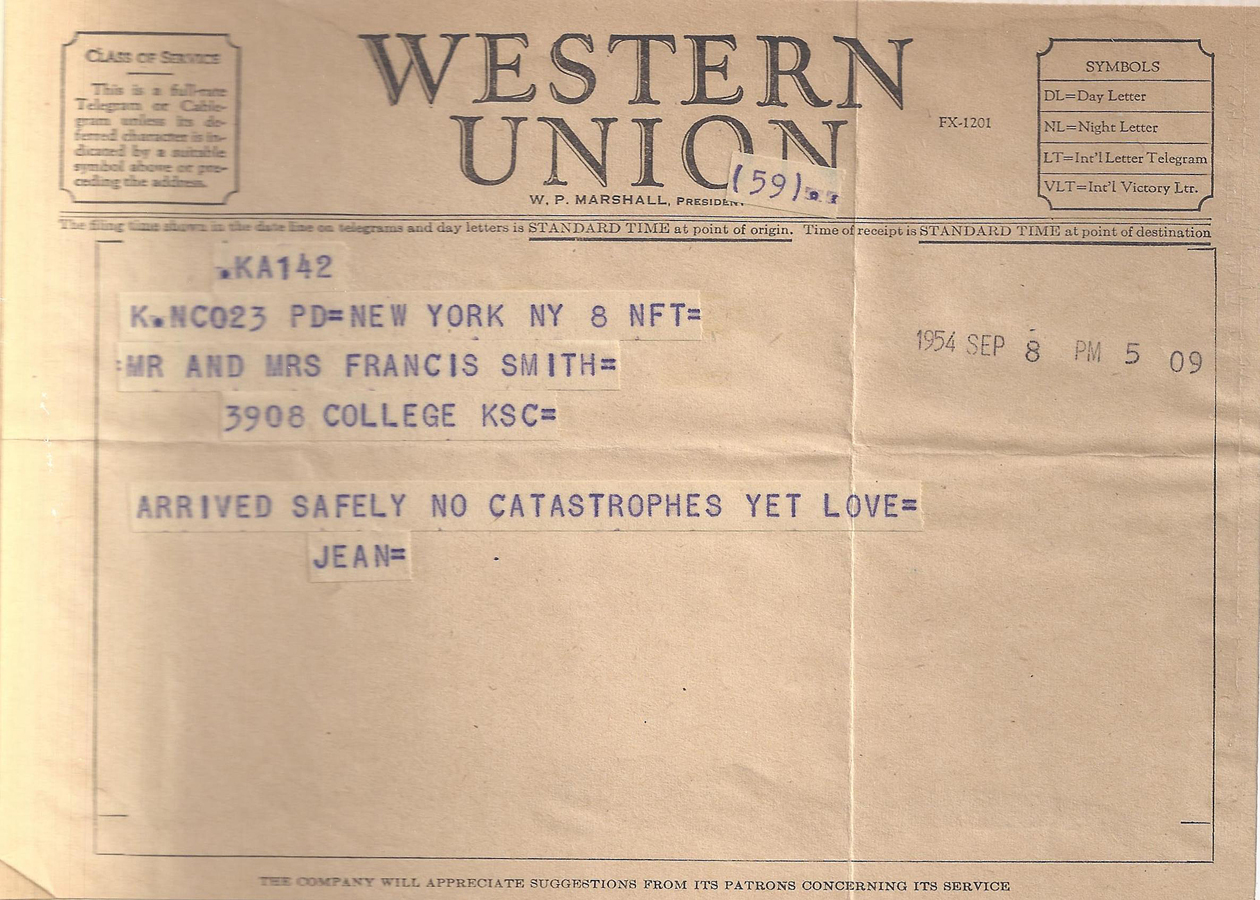 CLASS OF SERVICE
This is a full-rate
Telegram or Cable-
gram unless its de-
ferred character is in-
dicated by a suitable
symbol above or pre-
ceding the address.
WESTERN
UNION
(59)
W. P. MARSHALL, PRESIDENT
FX-1201
SYMBOLS
DL=Day Letter
NL=Night Letter
LT=Int'l Letter Telegram
VLT=Int'l Victory Ltr.
The filing time shown in the date line on telegrams and day letters is STANDARD TIME at point of origin. Time of receipt is STANDARD TIME at point of destination
.KA142
K.NC023 PD=NEW YORK NY 8 NFT=
1954 SEP 8 PM 5 09
:MR AND MRS FRANCIS SMITH=
3908 COLLEGE KSC=
ARRIVED SAFELY NO CATASTROPHES YET LOVE=
JEAN=
THE COMPANY WILL APPRECIATE SUGGESTIONS FROM ITS PATRONS CONCERNING ITS SERVICE